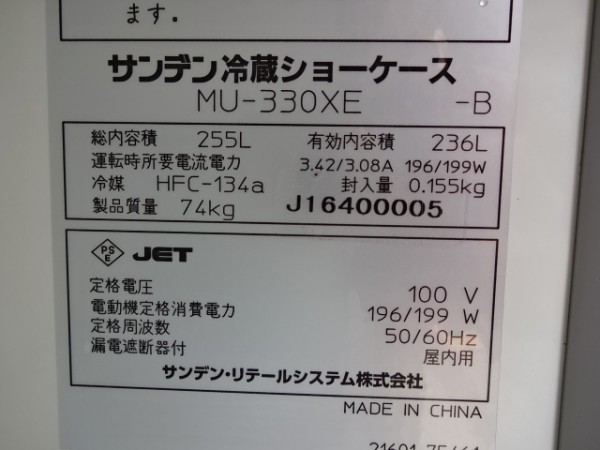 ます。
サンデン冷蔵ショーケース
MU-330XE -B
総内容積 255L 有効内容積 236L
運転時所要電流電力 3.42/3.08A 196/199W
冷媒 HFC-134a 封入量 0.155kg
製品質量 74kg J16400005
PSE JET
定格電圧 100 V
電動機定格消費電力 196/199 W
定格周波数 50/60Hz
漏電遮断器付 屋内用
サンデン・リテールシステム株式会社
MADE IN CHINA